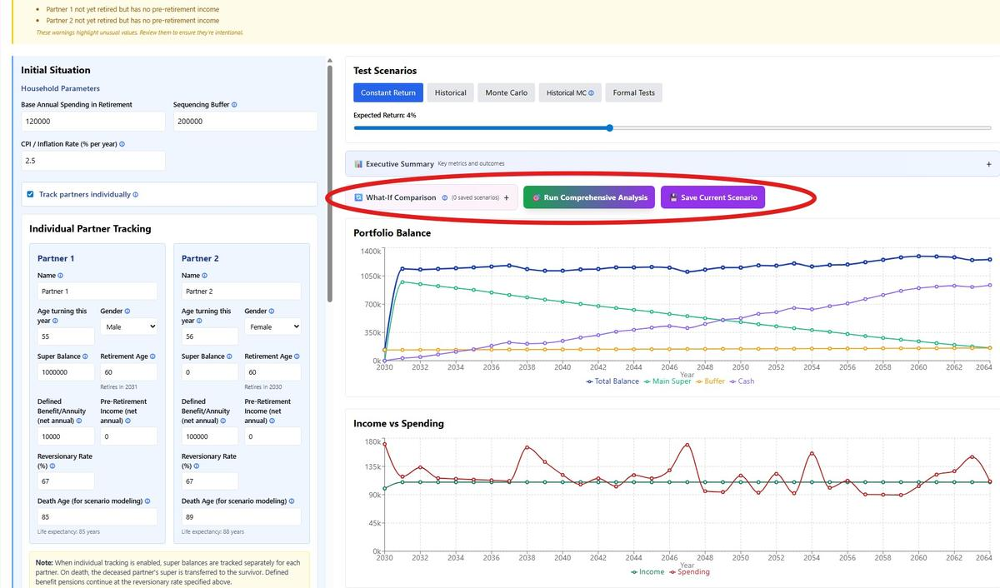 Partner 1 not yet retired but has no pre-retirement income
Partner 2 not yet retired but has no pre-retirement income
These warnings highlight unusual values. Review them to ensure they're intentional.
Initial Situation
Household Parameters
Base Annual Spending in Retirement
120000
Sequencing Buffer
200000
CPI / Inflation Rate (% per year)
2.5
Track partners individually
Individual Partner Tracking
Partner 1
Name
Partner 1
Age turning this
year
55
Gender
Male
Super Balance
1000000
Retirement Age
60
Retires in 2031
Defined
Benefit/Annuity
(net annual)
10000
Pre-Retirement
Income (net
annual)
0
Reversionary Rate
(%)
67
Death Age (for scenario modeling)
85
Life expectancy: 85 years
Partner 2
Name
Partner 2
Age turning this
year
56
Gender
Female
Super Balance
0
Retirement Age
60
Retires in 2030
Defined
Benefit/Annuity
(net annual)
100000
Pre-Retirement
Income (net
annual)
0
Reversionary Rate
(%)
67
Death Age (for scenario modeling)
89
Life expectancy: 88 years
Note: When individual tracking is enabled, super balances are tracked separately for each
partner. On death, the deceased partner's super is transferred to the survivor. Defined
benefit pensions continue at the reversionary rate specified above.
Test Scenarios
Constant Return
Historical
Monte Carlo
Historical MC
Formal Tests
Expected Return: 4%
Executive Summary Key metrics and outcomes +
What-If Comparison (0 saved scenarios) +
Run Comprehensive Analysis
Save Current Scenario
Portfolio Balance
1400k
1050k
700k
350k
0k
2030 2032 2034 2036 2038 2040 2042 2044 2046 2048 2050 2052 2054 2056 2058 2060 2062 2064
Year
Total Balance Main Super Buffer Cash
Income vs Spending
180k
135k
90k
45k
0k
2030 2032 2034 2036 2038 2040 2042 2044 2046 2048 2050 2052 2054 2056 2058 2060 2062 2064
Year
Income Spending